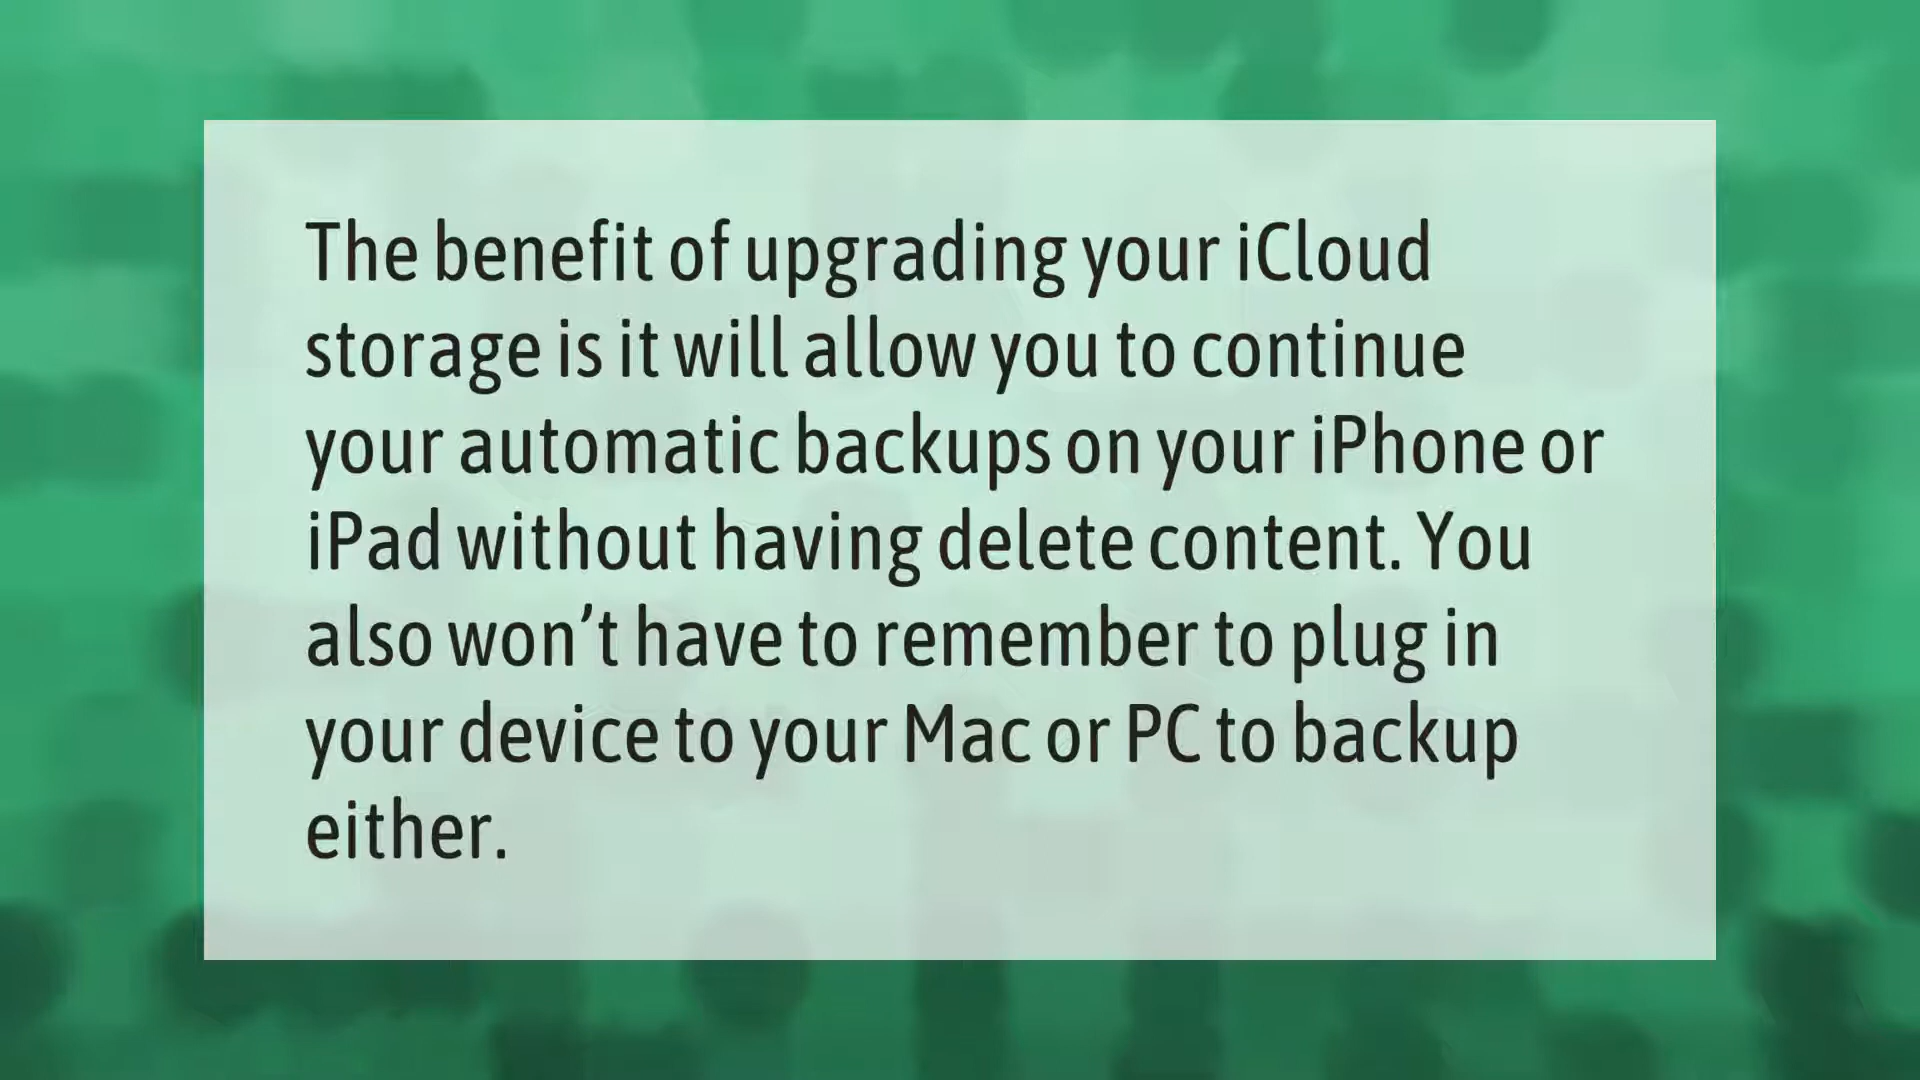 The benefit of upgrading your iCloud
storage is it will allow you to continue
your automatic backups on your iPhone or
iPad without having delete content. You
also won’t have to remember to plug in
your device to your Mac or PC to backup
either.